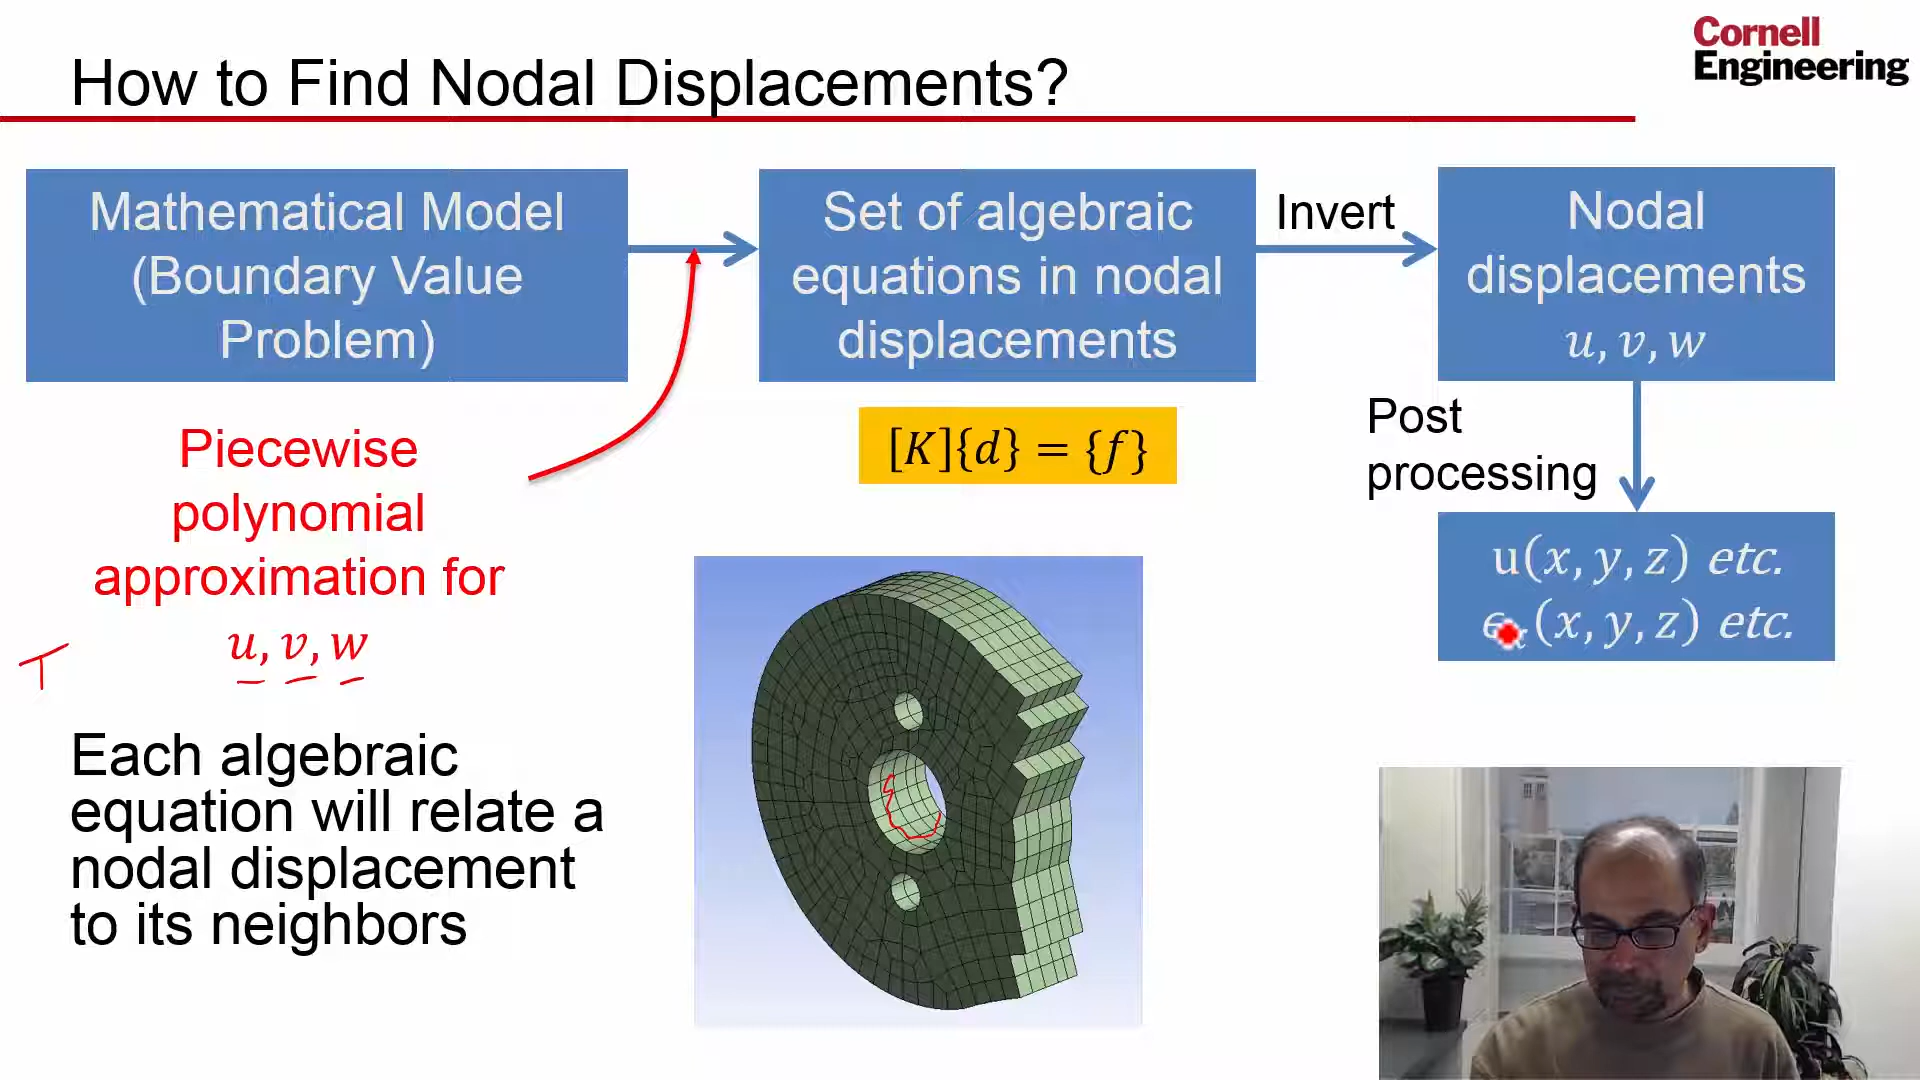 Cornell
Engineering
How to Find Nodal Displacements?
Mathematical Model
(Boundary Value
Problem)
Set of algebraic
equations in nodal
displacements
Invert
Nodal
displacements
u, v, w
Piecewise
polynomial
approximation for
u, v, w
T
[K]{d} = {f}
Post
processing
u(x, y, z) etc.
(x, y, z) etc.
Each algebraic
equation will relate a
nodal displacement
to its neighbors